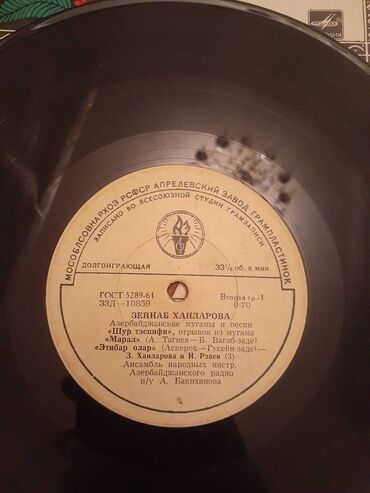 МОСОБЛСОВНАРХОЗ РСФСР АПРЕЛЕВСКИЙ ЗАВОД ГРАМПЛАСТИНОК
ЗАПИСАНО ВО ВСЕСОЮЗНОЙ СТУДИИ ГРАМЗАПИСИ
ДОЛГОИГРАЮЩАЯ
33⅓ об. в мин.
ГОСТ 5289-61
33Д—10859
Вторая гр.-1
0-70
ЗЕЙНАБ ХАНЛАРОВА
Азербайджанские мугамы и песни
«Шур тэснифи», отрывок из мугама
«Марал» (А. Тагиев—Б. Вагаб-заде)
«Этибар олар» (Аскеров—Гусейн-заде)—
З. Ханларова и И. Рзаев (3)
Ансамбль народных инстр.
Азербайджанского радио
п/у А. Бакиханова